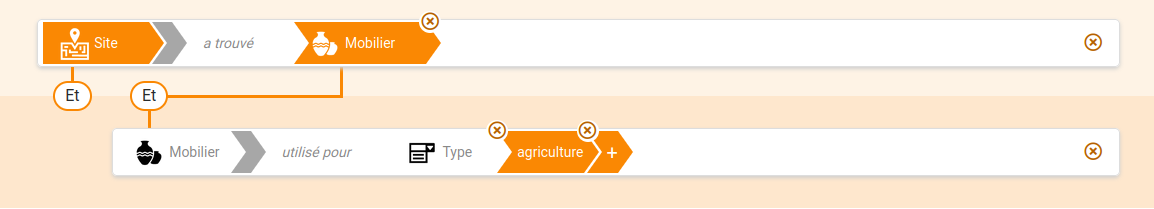 Site a trouvé Mobilier
Et Et
Mobilier utilisé pour Type agriculture +